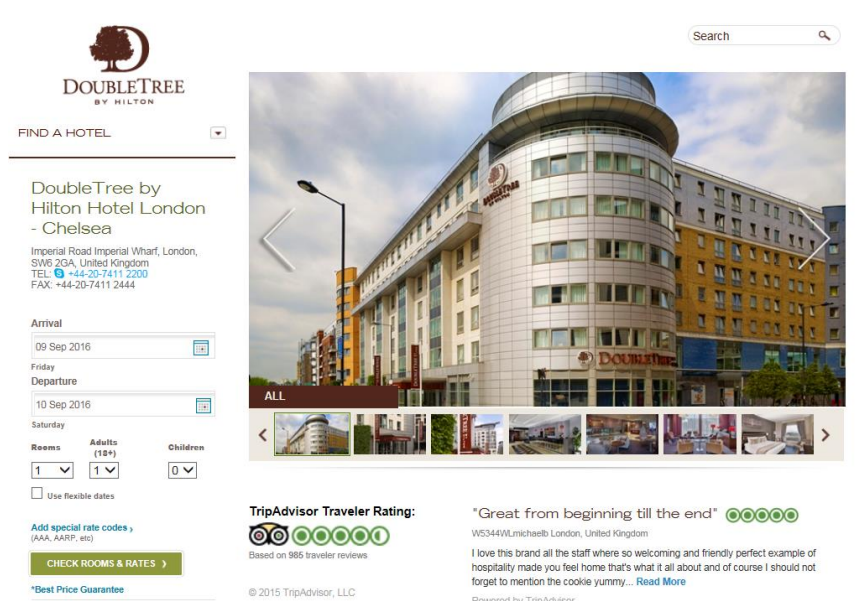 Search
DOUBLETREE
BY HILTON
FIND A HOTEL
DoubleTree by
Hilton Hotel London
- Chelsea
Imperial Road Imperial Wharf, London,
SW6 2GA, United Kingdom
TEL: +44-20-7411 2200
FAX: +44-20-7411 2444
Arrival
09 Sep 2016
Friday
Departure
10 Sep 2016
Saturday
Rooms
Adults
(18+)
Children
1
1
0
Use flexible dates
Add special rate codes ›
(AAA, AARP, etc)
CHECK ROOMS & RATES ›
*Best Price Guarantee
DOUBLETREE
BY HILTON
DOUBLETREE
ALL
TripAdvisor Traveler Rating:
Based on 985 traveler reviews
© 2015 TripAdvisor, LLC
"Great from beginning till the end"
W5344WLmichaelb London, United Kingdom
I love this brand all the staff where so welcoming and friendly perfect example of
hospitality made you feel home that's what it all about and of course I should not
forget to mention the cookie yummy... Read More
Powered by TripAdvisor